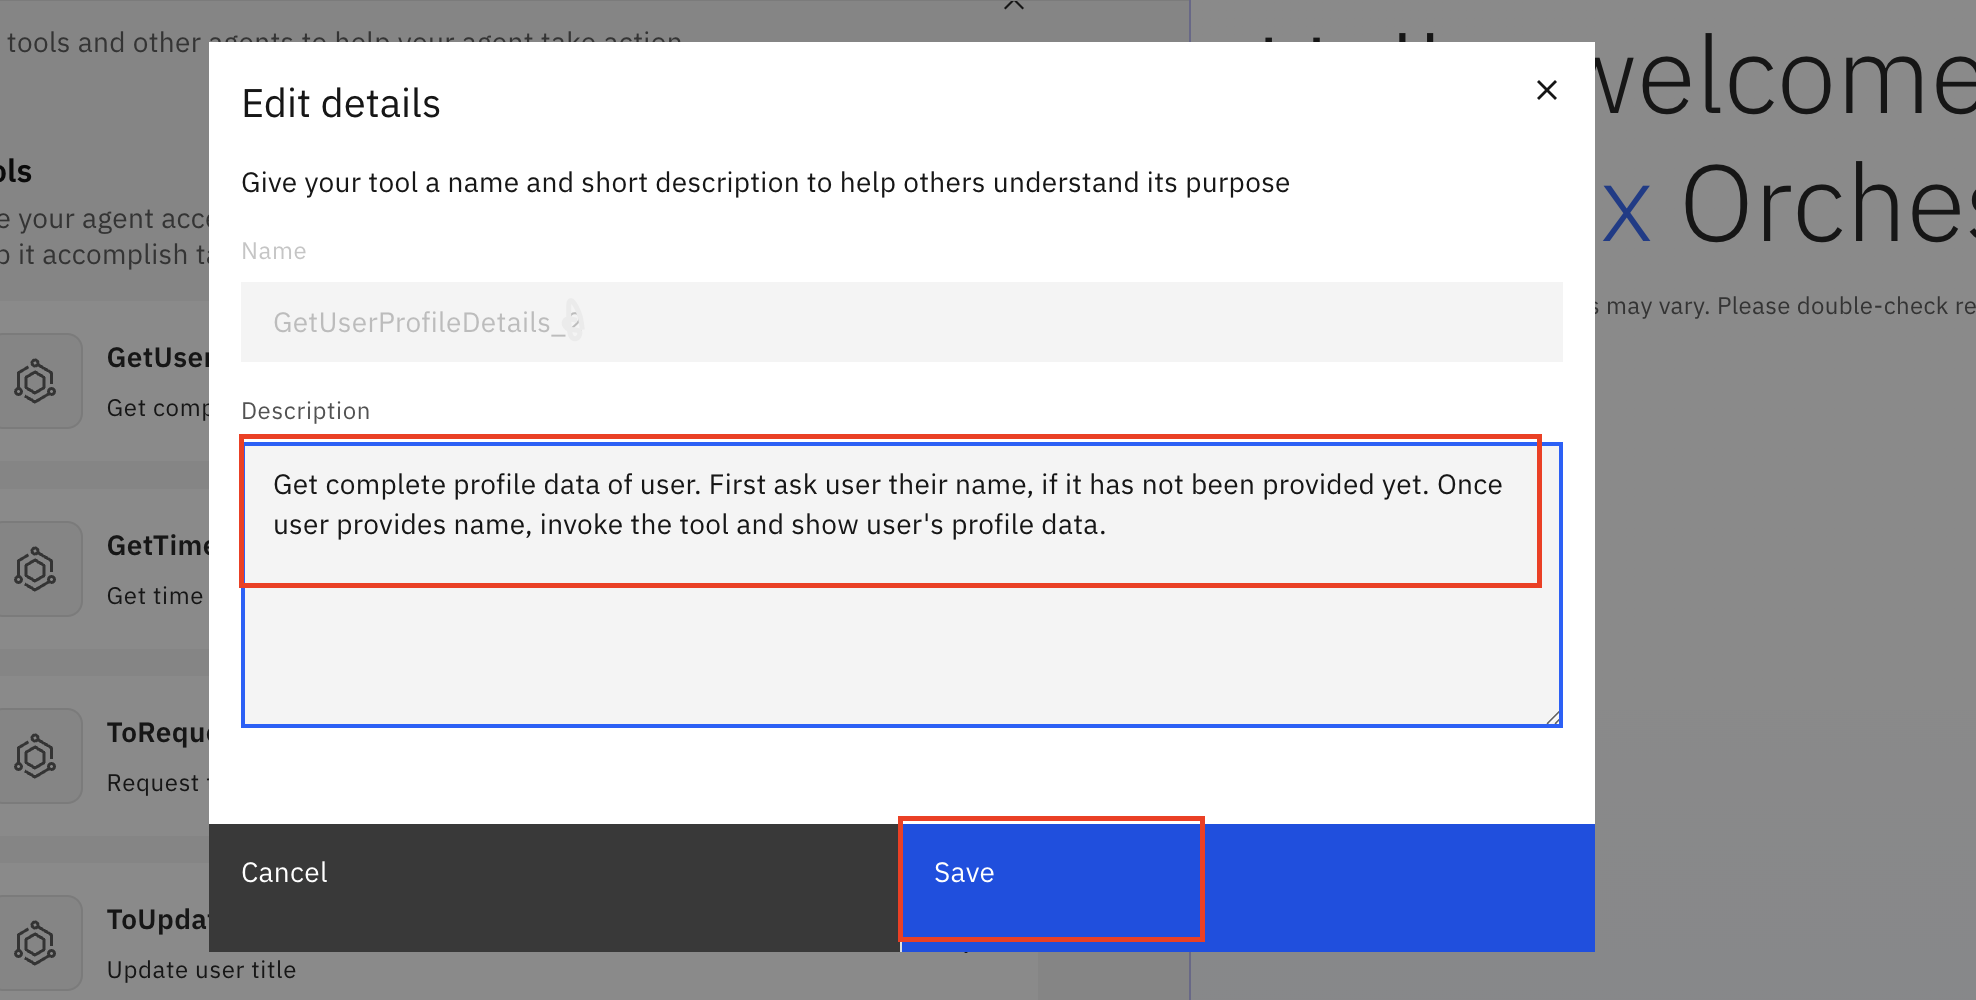 tools and other agents to help your agent take action
welcome
x Orches
s may vary. Please double-check re
ols
e your agent acc
p it accomplish ta
GetUser
Get comp
GetTime
Get time
ToReque
Request
ToUpdat
Update user title
Edit details
Give your tool a name and short description to help others understand its purpose
Name
GetUserProfileDetails_
Description
Get complete profile data of user. First ask user their name, if it has not been provided yet. Once
user provides name, invoke the tool and show user's profile data.
Cancel
Save